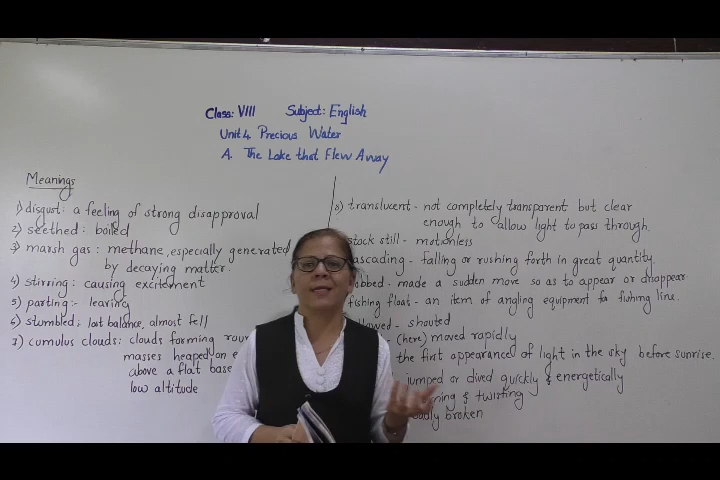 Class: VIII Subject: English
Unit 4. Precious Water
A. The Lake that Flew Away
Meanings
1) disgust: a feeling of strong disapproval
2) seethed: boiled
3) marsh gas: methane, especially generated
by decaying matter.
4) stirring: causing excitement
5) parting:- leaving
6) stumbled: lost balance, almost fell
7) cumulus clouds: clouds forming
masses heaped on
above a flat base
low altitude
8) translucent - not completely transparent but clear
enough to allow light to pass through.
stock still - motionless
cascading - falling or rushing forth in great quantity.
bobbed - made a sudden move so as to appear or disappear
fishing float - an item of angling equipment for fishing line.
- shouted
(here) moved rapidly
the first appearance of light in the sky before sunrise.
jumped or dived quickly & energetically
& twisting
broken